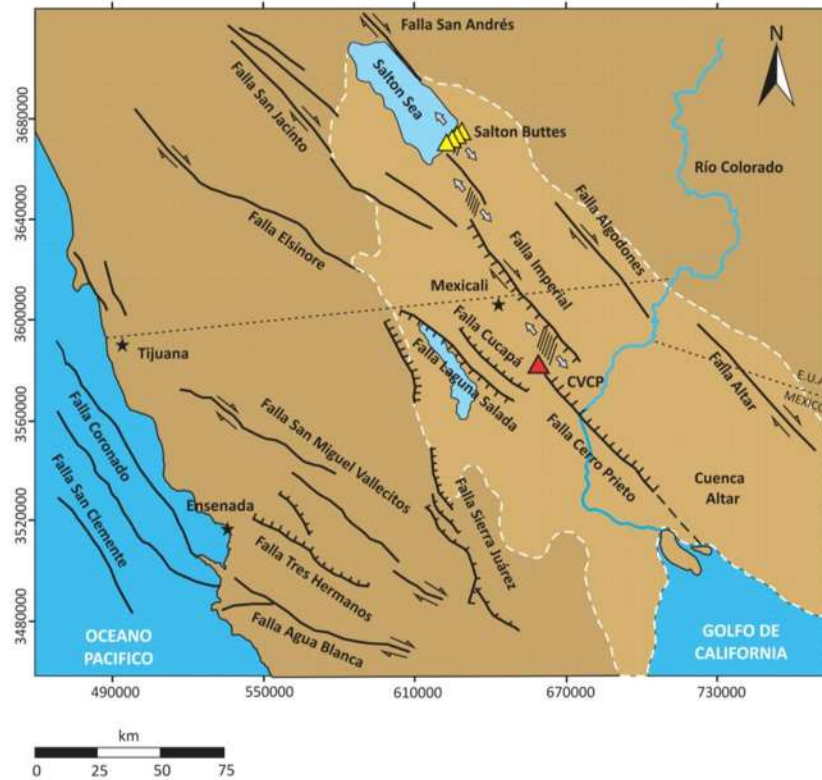 Falla San Andrés
N
Salton Sea
Falla San Jacinto
Salton Buttes
Río Colorado
Falla Elsinore
Falla Algodones
Falla Imperial
Mexicali
Tijuana
Falla Cucapá
Falla Laguna Salada
CVCP
Falla Altar
E.U.A
MEXICO
Falla Coronado
Falla San Miguel Vallecitos
Falla Cerro Prieto
Cuenca
Altar
Falla San Clemente
Ensenada
Falla Tres Hermanos
Falla Sierra Juárez
Falla Agua Blanca
OCEANO
PACIFICO
GOLFO DE
CALIFORNIA
3680000
3640000
3600000
3560000
3520000
3480000
490000 550000 610000 670000 730000
km
0 25 50 75